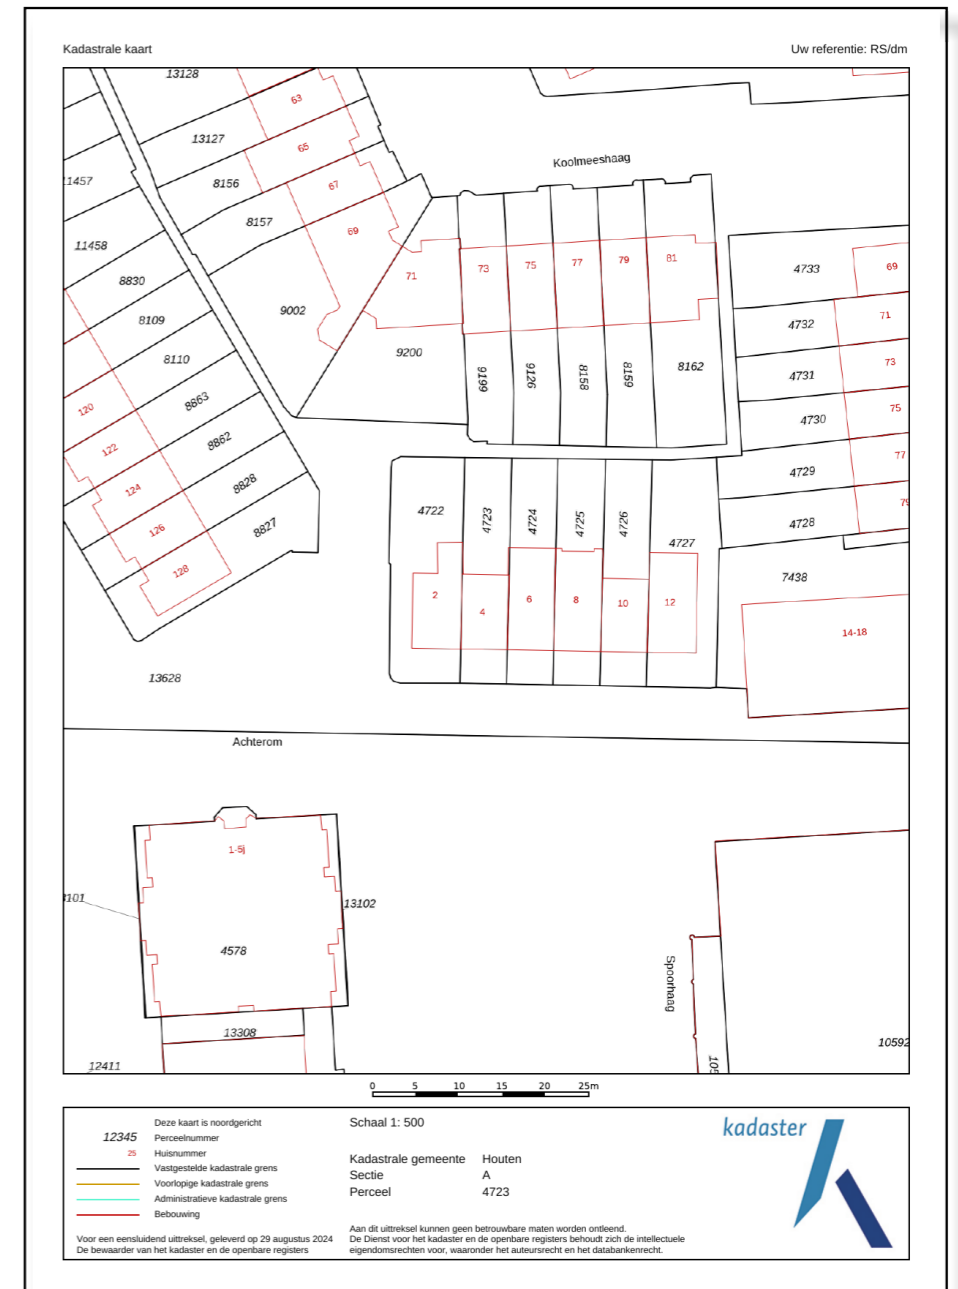 Kadastrale kaart
Uw referentie: RS/dm
13128
63
13127
65
Koolmeeshaag
11457
8156
67
8157
69
11458
71
73
75
77
79
81
4733
69
8830
9002
8109
4732
71
9200
8110
9199
9126
8158
8159
8162
4731
73
120
8863
4730
75
122
8862
77
4729
124
8828
79
4722
4723
4724
4725
4726
4728
126
8827
4727
128
7438
2
4
6
8
10
12
14-18
13628
Achterom
1-5j
13102
4578
Spoorhaag
13308
10592
12411
0 5 10 15 20 25m
Deze kaart is noordgericht
12345 Perceelnummer
25 Huisnummer
Vastgestelde kadastrale grens
Voorlopige kadastrale grens
Administratieve kadastrale grens
Bebouwing
Voor een eensluidend uittreksel, geleverd op 29 augustus 2024
De bewaarder van het kadaster en de openbare registers
Schaal 1: 500
Kadastrale gemeente Houten
Sectie A
Perceel 4723
Aan dit uittreksel kunnen geen betrouwbare maten worden ontleend.
De Dienst voor het kadaster en de openbare registers behoudt zich de intellectuele
eigendomsrechten voor, waaronder het auteursrecht en het databankenrecht.
kadaster